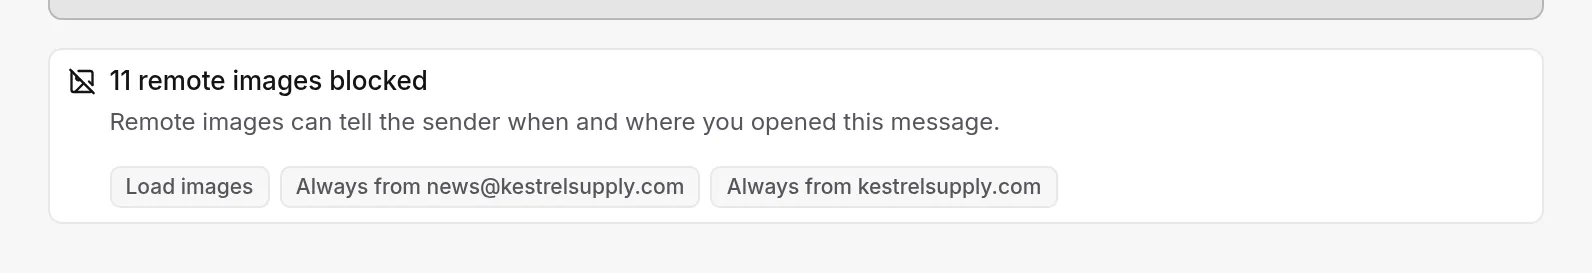 11 remote images blocked
Remote images can tell the sender when and where you opened this message.
Load images
Always from news@kestrelsupply.com
Always from kestrelsupply.com